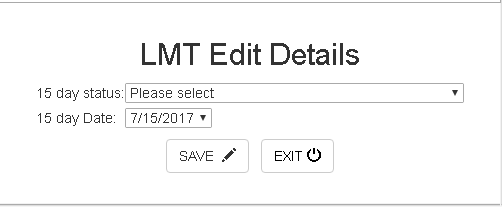 LMT Edit Details
15 day status: Please select
15 day Date: 7/15/2017
SAVE EXIT